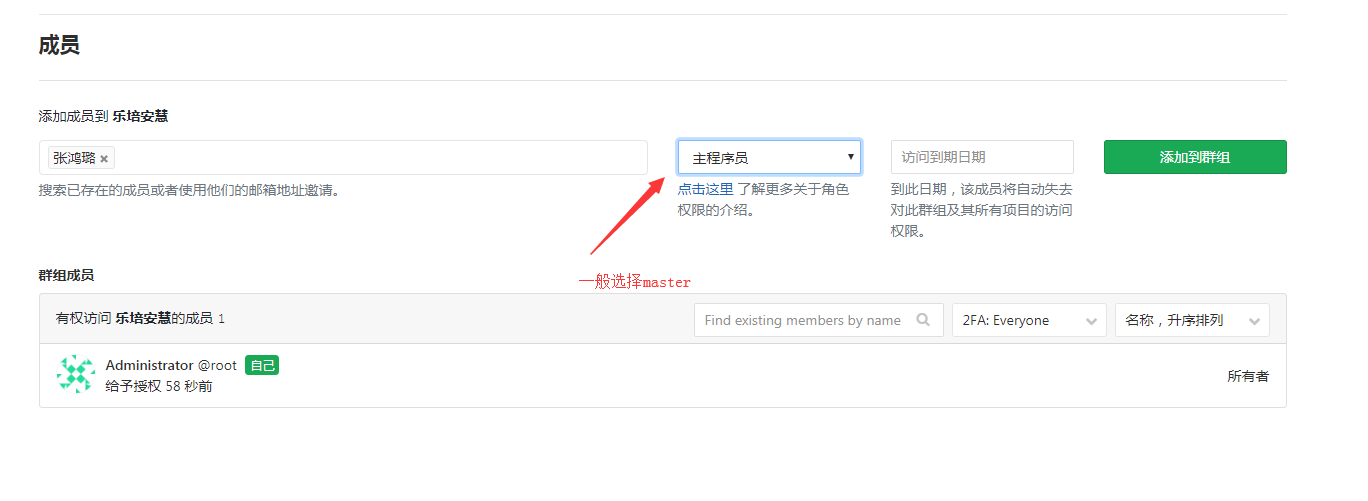 成员
添加成员到 乐培安慧
张鸿璐 ×
主程序员
访问到期日期
添加到群组
搜索已存在的成员或者使用他们的邮箱地址邀请。
点击这里 了解更多关于角色
权限的介绍。
到此日期，该成员将自动失去
对此群组及其所有项目的访问
权限。
一般选择master
群组成员
有权访问 乐培安慧的成员 1
Find existing members by name
2FA: Everyone
名称，升序排列
Administrator @root 自己
给予授权 58 秒前
所有者